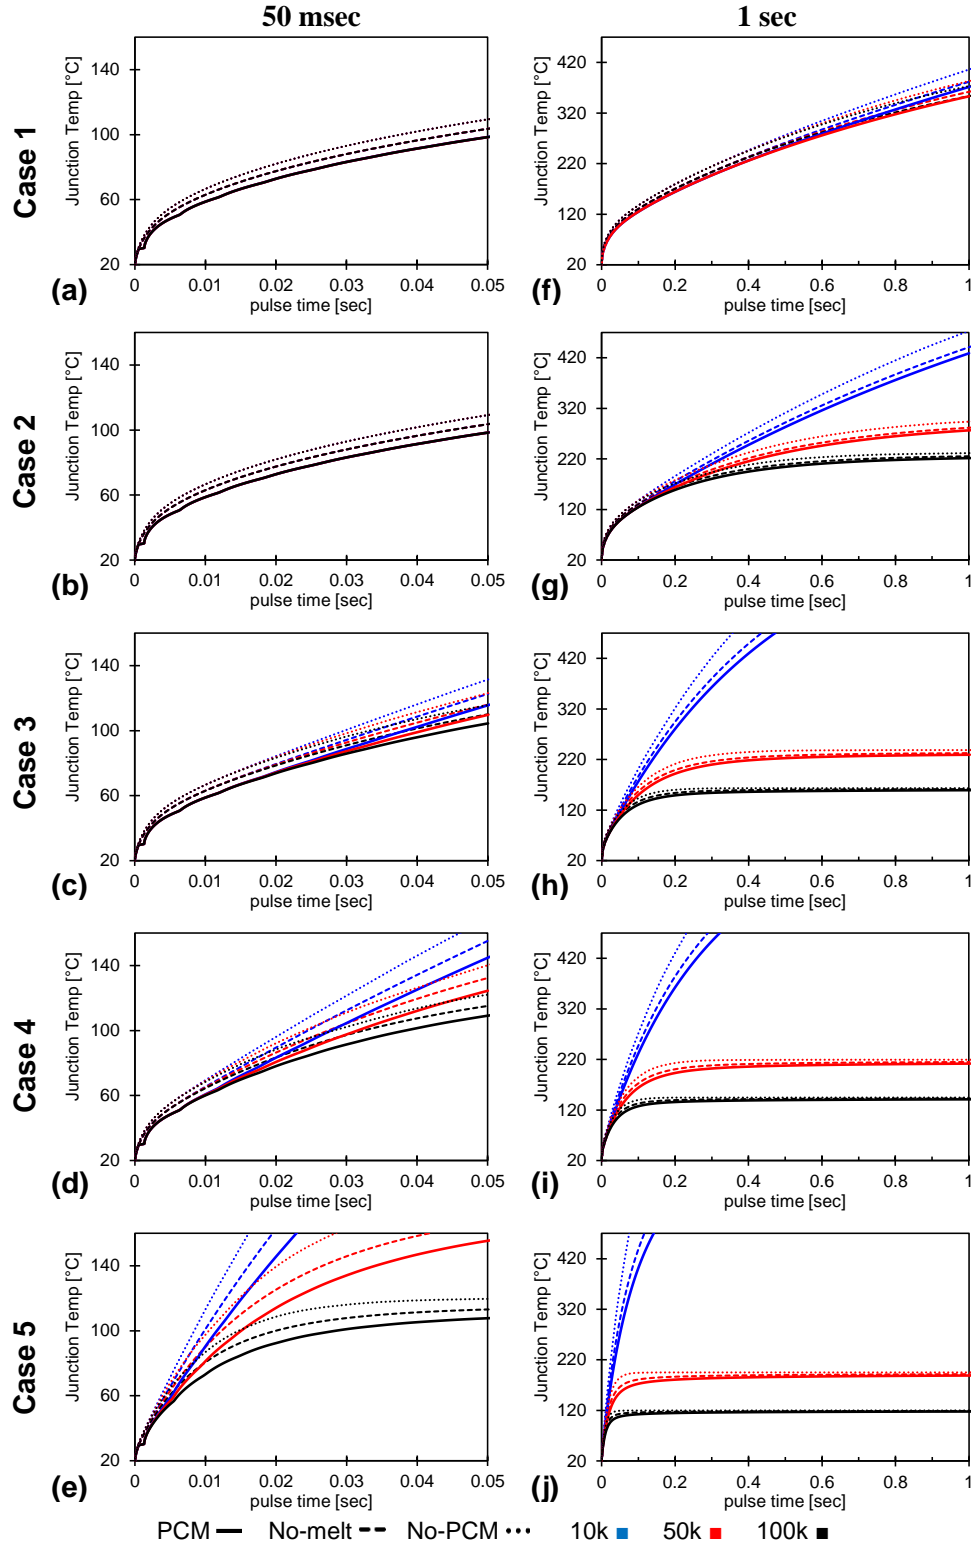 50 msec
1 sec
Case 1
Junction Temp [°C]
140
100
60
20
0
0.01
0.02
0.03
0.04
0.05
pulse time [sec]
(a)
Junction Temp [°C]
420
320
220
120
20
0
0.2
0.4
0.6
0.8
1
pulse time [sec]
(f)
Case 2
Junction Temp [°C]
140
100
60
20
0
0.01
0.02
0.03
0.04
0.05
pulse time [sec]
(b)
Junction Temp [°C]
420
320
220
120
20
0
0.2
0.4
0.6
0.8
1
pulse time [sec]
(g)
Case 3
Junction Temp [°C]
140
100
60
20
0
0.01
0.02
0.03
0.04
0.05
pulse time [sec]
(c)
Junction Temp [°C]
420
320
220
120
20
0
0.2
0.4
0.6
0.8
1
pulse time [sec]
(h)
Case 4
Junction Temp [°C]
140
100
60
20
0
0.01
0.02
0.03
0.04
0.05
pulse time [sec]
(d)
Junction Temp [°C]
420
320
220
120
20
0
0.2
0.4
0.6
0.8
1
pulse time [sec]
(i)
Case 5
Junction Temp [°C]
140
100
60
20
0
0.01
0.02
0.03
0.04
0.05
pulse time [sec]
(e)
Junction Temp [°C]
420
320
220
120
20
0
0.2
0.4
0.6
0.8
1
pulse time [sec]
(j)
PCM No-melt No-PCM 10k 50k 100k